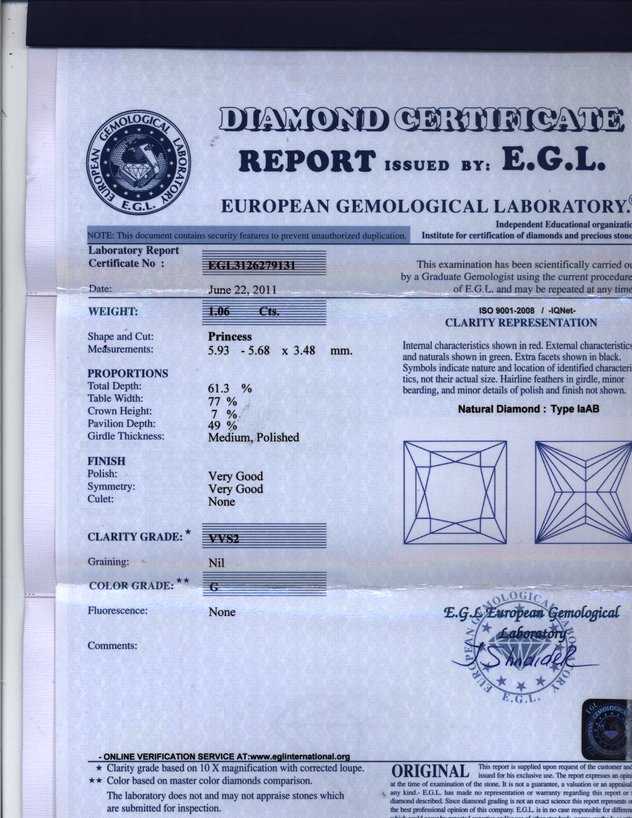 DIAMOND CERTIFICATE
EUROPEAN GEMOLOGICAL LABORATORY
E.G.L.
REPORT ISSUED BY: E.G.L.
EUROPEAN GEMOLOGICAL LABORATORY.®
Independent Educational organizatio
Institute for certification of diamonds and precious stone
NOTE: This document contains security features to prevent unauthorized duplication.
Laboratory Report
Certificate No : EGL3126279131
Date: June 22, 2011
This examination has been scientifically carried ou
by a Graduate Gemologist using the current procedure
of E.G.L. and may be repeated at any time
WEIGHT: 1.06 Cts.
Shape and Cut: Princess
Measurements: 5.93 - 5.68 x 3.48 mm.
PROPORTIONS
Total Depth: 61.3 %
Table Width: 77 %
Crown Height: 7 %
Pavilion Depth: 49 %
Girdle Thickness: Medium, Polished
FINISH
Polish: Very Good
Symmetry: Very Good
Culet: None
CLARITY GRADE: * VVS2
Graining: Nil
COLOR GRADE: ** G
Fluorescence: None
Comments:
ISO 9001-2008 / -IQNet-
CLARITY REPRESENTATION
Internal characteristics shown in red. External characteristics
and naturals shown in green. Extra facets shown in black.
Symbols indicate nature and location of identified characteri
tics, not their actual size. Hairline feathers in girdle, minor
bearding, and minor details of polish and finish not shown.
Natural Diamond : Type IaAB
E.G.L European Gemological
Laboratory
EUROPEAN GEMOLOGICAL LABORATORY
E.G.L.
- ONLINE VERIFICATION SERVICE AT:www.eglinternational.org
★ Clarity grade based on 10 X magnification with corrected loupe.
★★ Color based on master color diamonds comparison.
The laboratory does not and may not appraise stones which
are submitted for inspection.
ORIGINAL
This report is supplied upon request of the customer and
issued for his exclusive use. The report expresses an opin
at the time of examination of the stone. It is not a guarantee, a valuation or an appraisal
any kind.- E.G.L. has made no representation or warranty regarding this report or
diamond described. Since diamond grading is not an exact science this report represents o
the best professional opinion of this company. E.G.L. is in no case responsible for differen